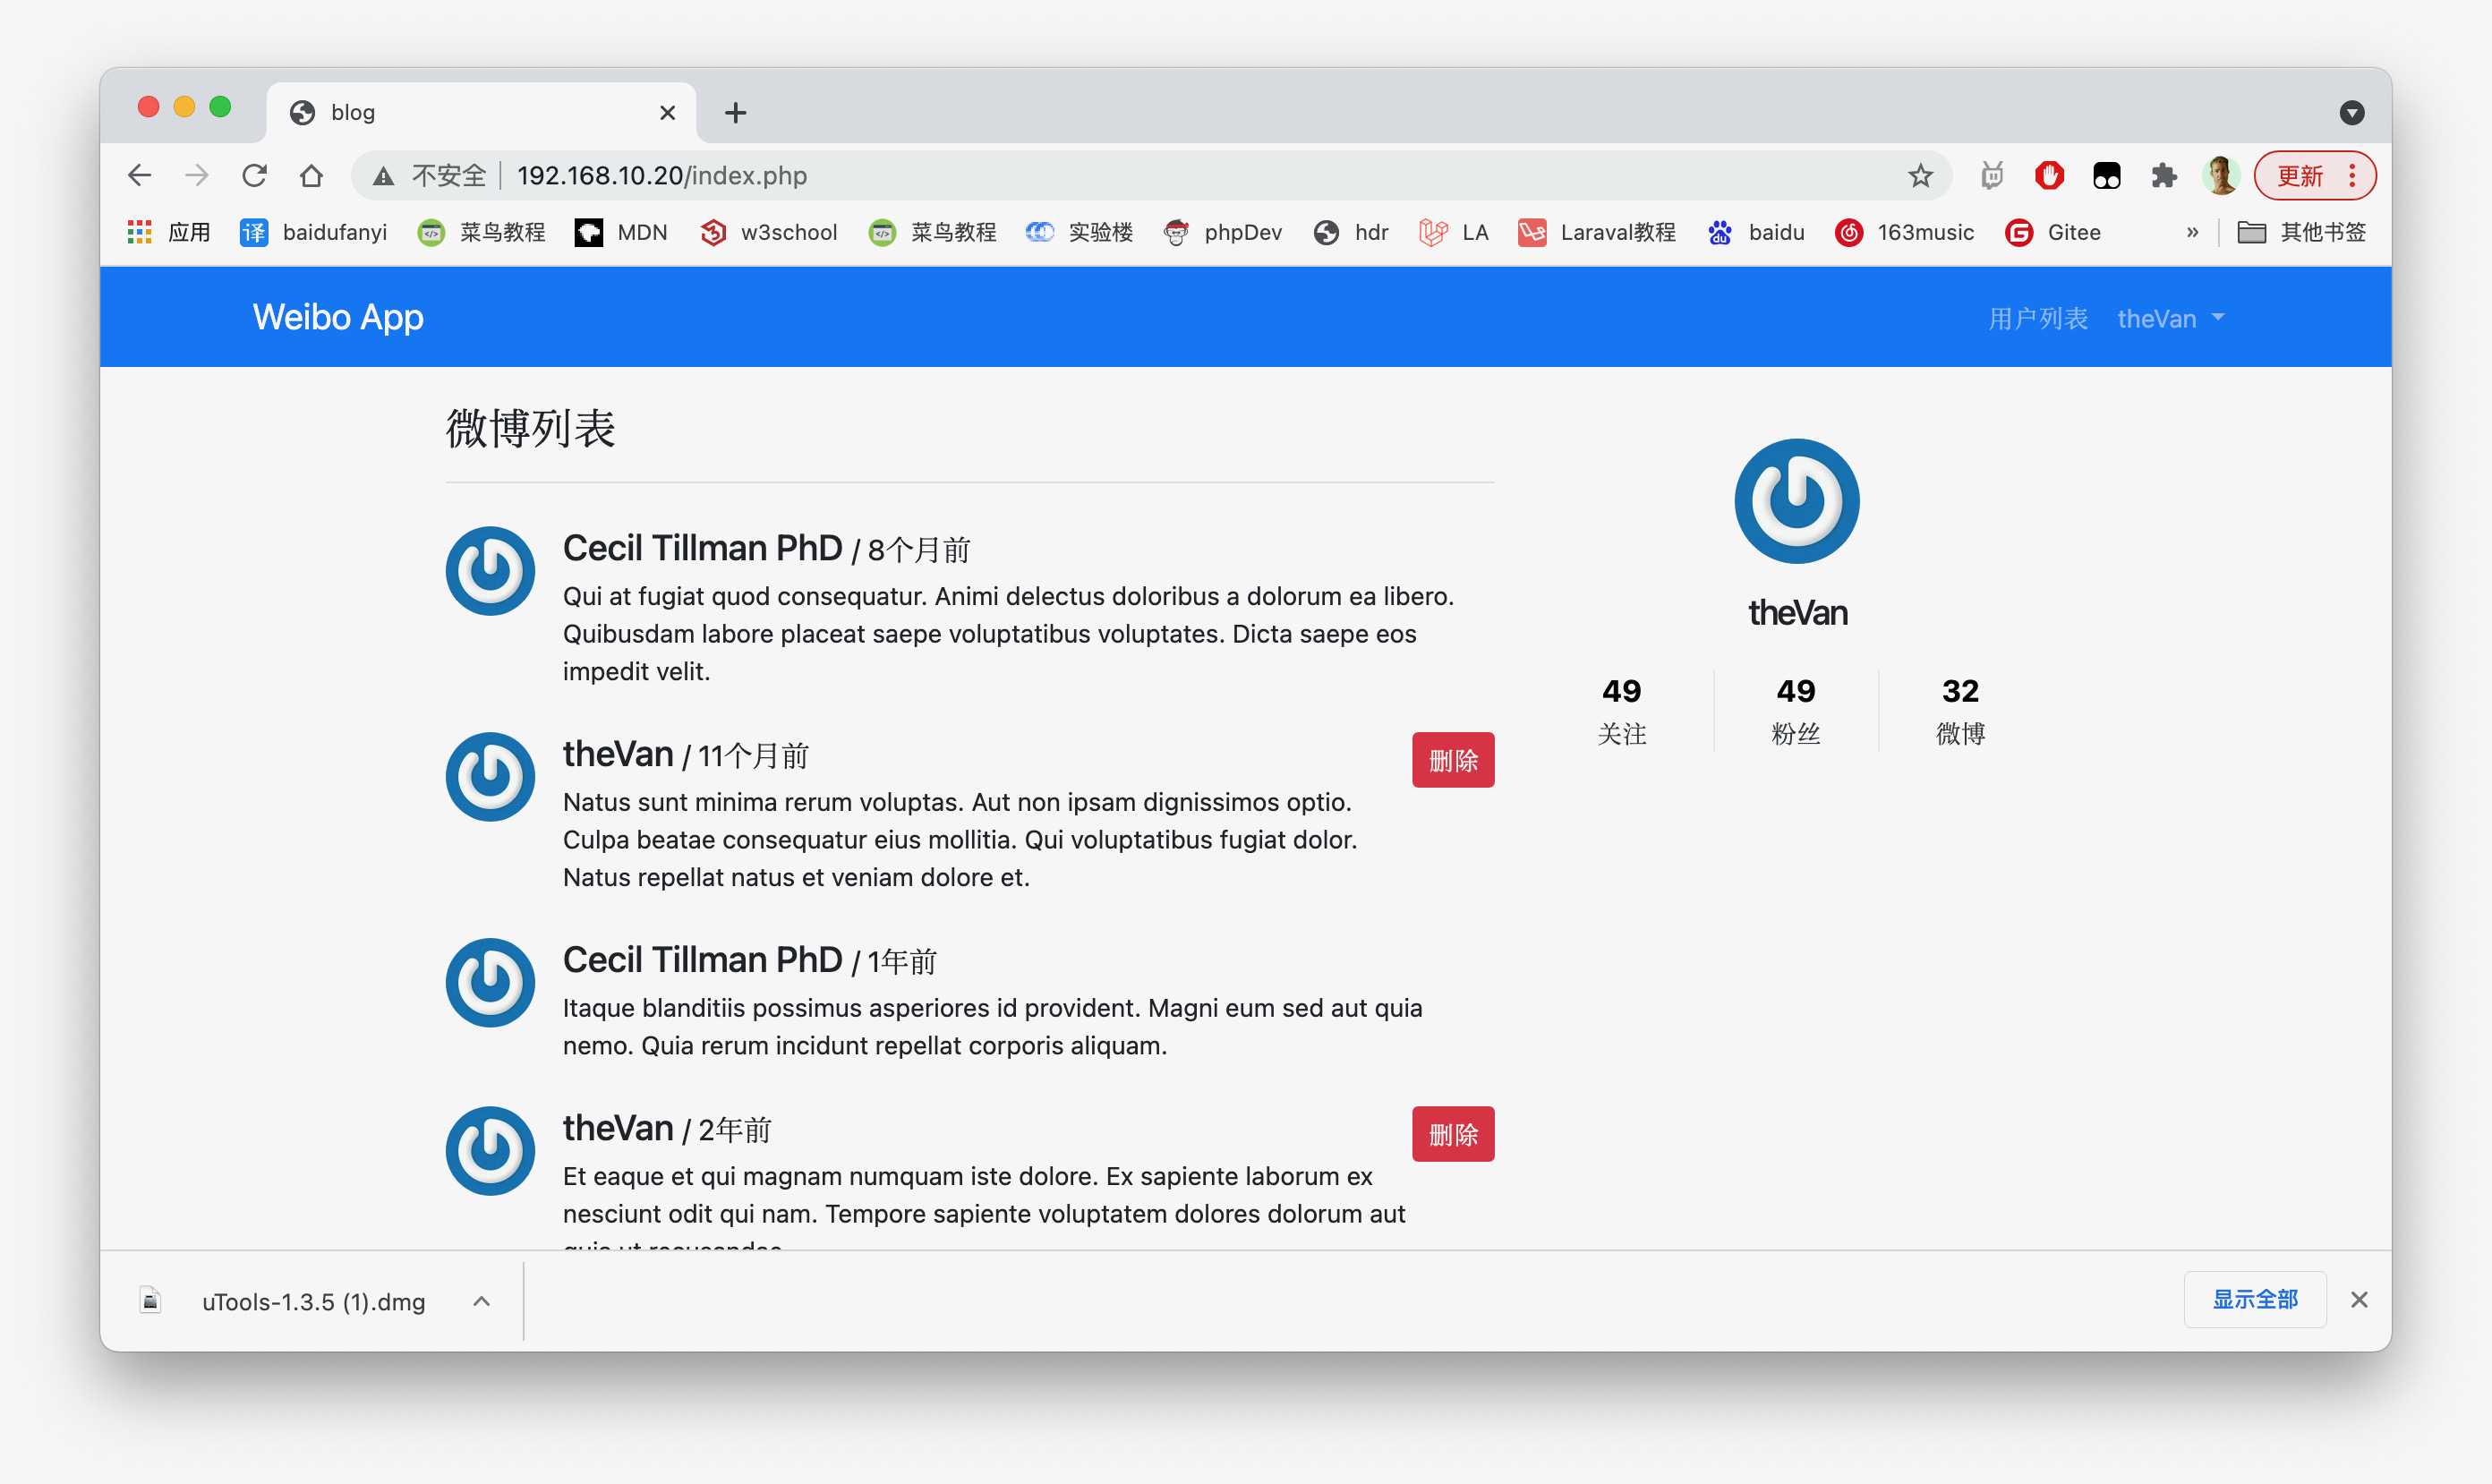 blog
不安全 192.168.10.20/index.php
更新
应用 译 baidufanyi 菜鸟教程 MDN w3school 菜鸟教程 实验楼 phpDev hdr LA Laraval教程 du baidu 163music Gitee » 其他书签
Weibo App 用户列表 theVan
微博列表
Cecil Tillman PhD / 8个月前
Qui at fugiat quod consequatur. Animi delectus doloribus a dolorum ea libero.
Quibusdam labore placeat saepe voluptatibus voluptates. Dicta saepe eos
impedit velit.
theVan / 11个月前
删除
Natus sunt minima rerum voluptas. Aut non ipsam dignissimos optio.
Culpa beatae consequatur eius mollitia. Qui voluptatibus fugiat dolor.
Natus repellat natus et veniam dolore et.
Cecil Tillman PhD / 1年前
Itaque blanditiis possimus asperiores id provident. Magni eum sed aut quia
nemo. Quia rerum incidunt repellat corporis aliquam.
theVan / 2年前
删除
Et eaque et qui magnam numquam iste dolore. Ex sapiente laborum ex
nesciunt odit qui nam. Tempore sapiente voluptatem dolores dolorum aut
quia ut recusandae.
theVan
49 49 32
关注 粉丝 微博
uTools-1.3.5 (1).dmg
显示全部